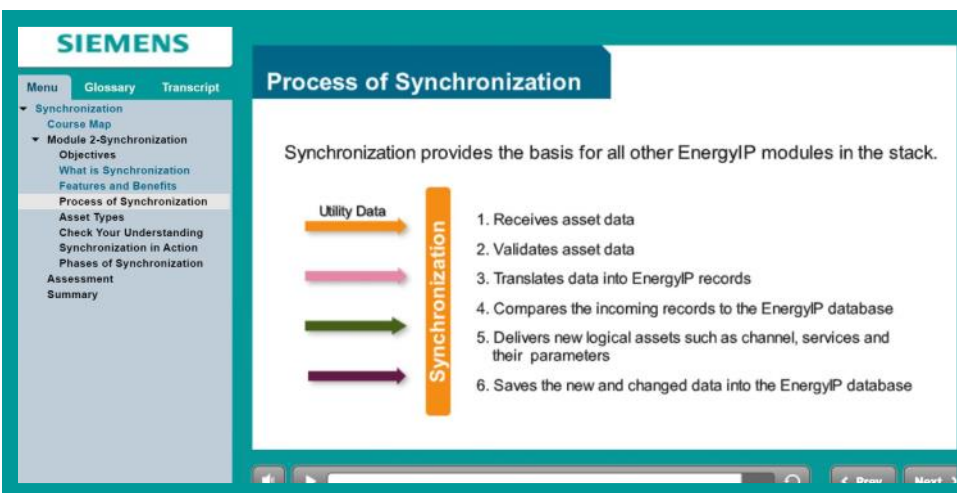 SIEMENS
Menu Glossary Transcript
Synchronization
Course Map
Module 2-Synchronization
Objectives
What is Synchronization
Features and Benefits
Process of Synchronization
Asset Types
Check Your Understanding
Synchronization in Action
Phases of Synchronization
Assessment
Summary
Process of Synchronization
Synchronization provides the basis for all other EnergyIP modules in the stack.
Utility Data
Synchronization
1. Receives asset data
2. Validates asset data
3. Translates data into EnergyIP records
4. Compares the incoming records to the EnergyIP database
5. Delivers new logical assets such as channel, services and
their parameters
6. Saves the new and changed data into the EnergyIP database
Prev Next